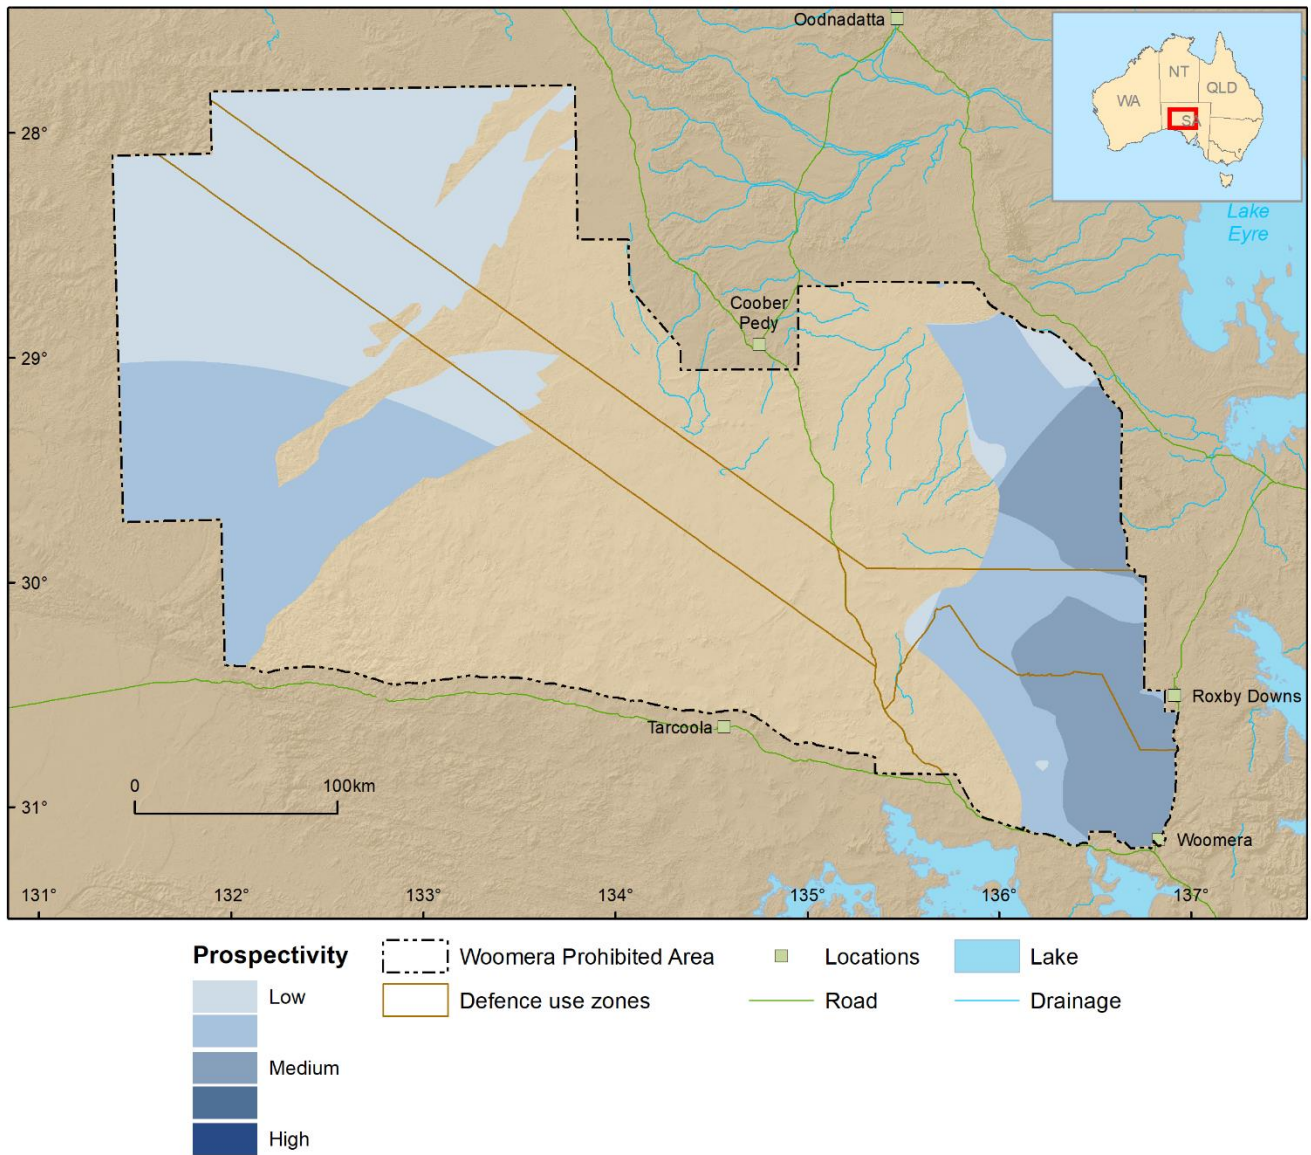 Oodnadatta
NT
WA
QLD
SA
Lake
Eyre
28°
Coober
Pedy
29°
30°
Roxby Downs
Tarcoola
0
100km
31°
Woomera
131°
132°
133°
134°
135°
136°
137°
Prospectivity
Woomera Prohibited Area
Locations
Lake
Low
Defence use zones
Road
Drainage
Medium
High